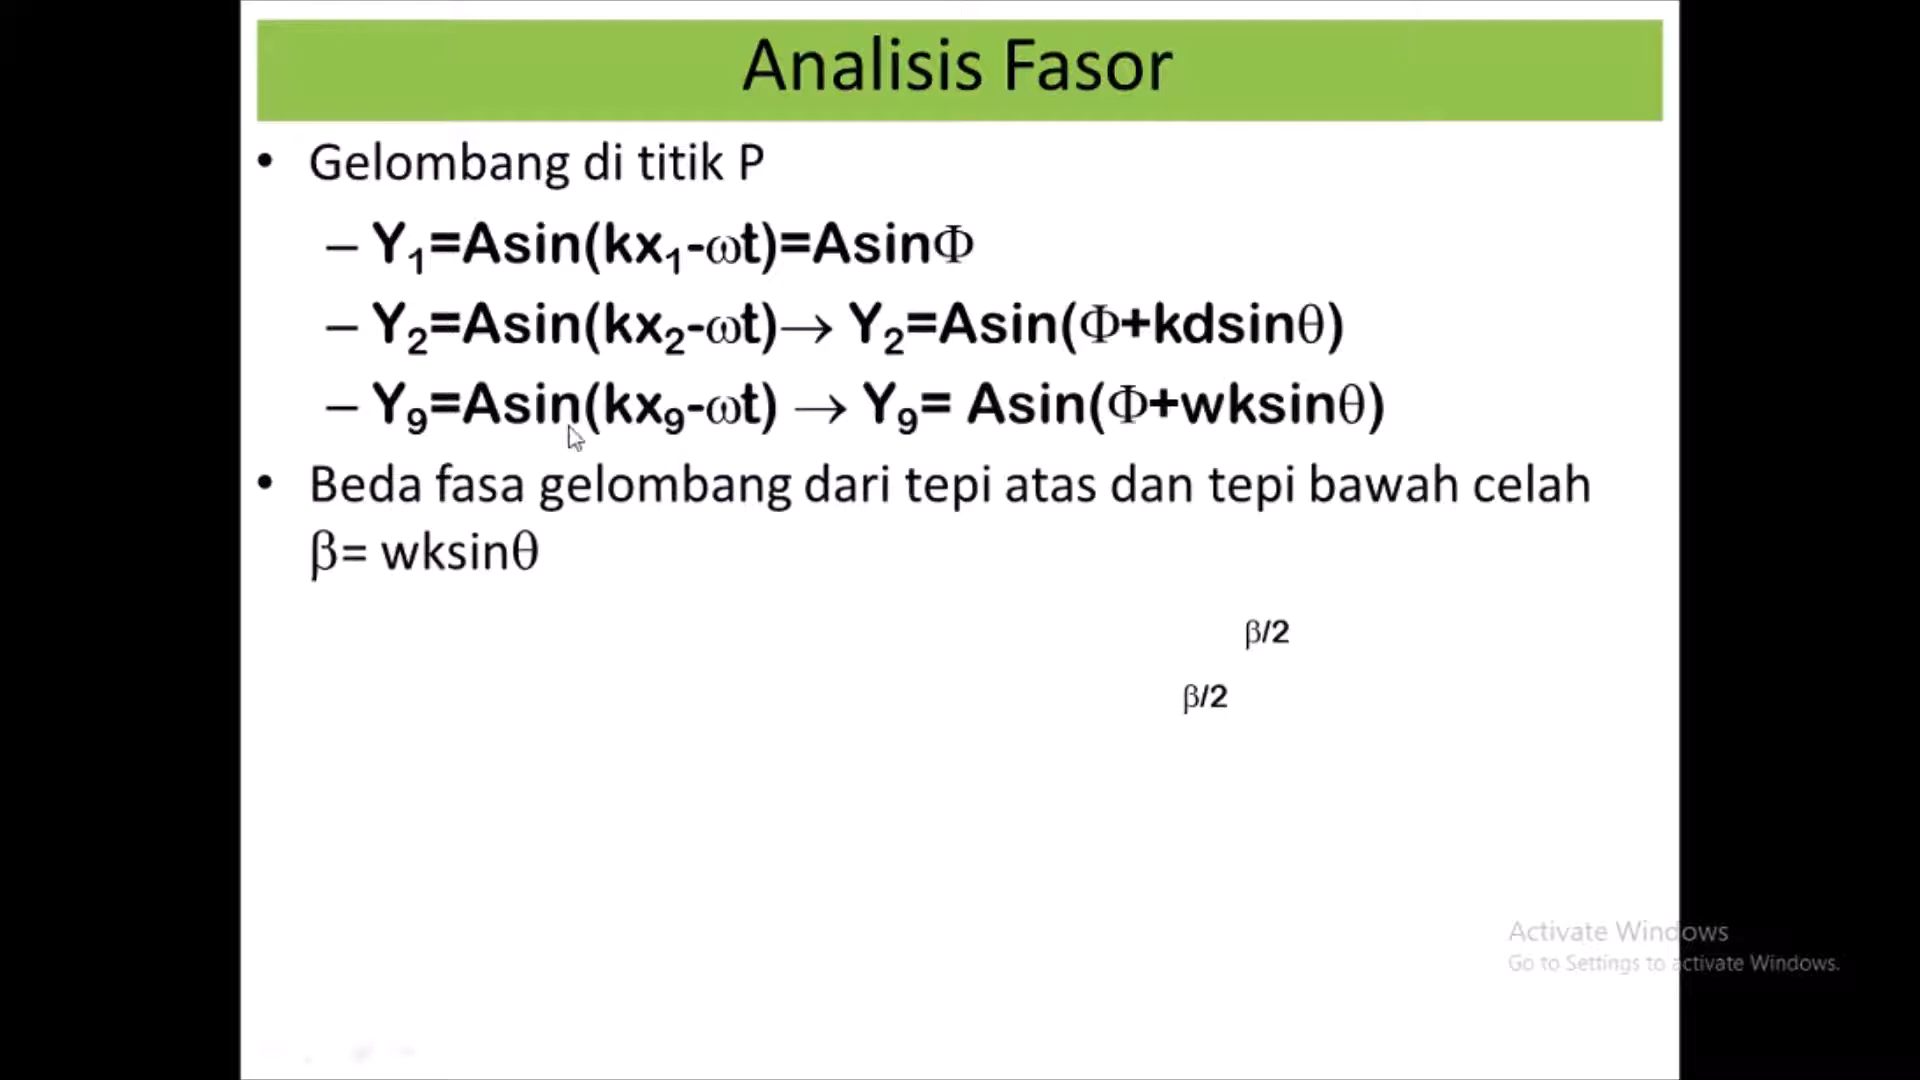 Analisis Fasor
• Gelombang di titik P
– Y₁=Asin(kx₁-ωt)=AsinΦ
– Y₂=Asin(kx₂-ωt)→ Y₂=Asin(Φ+kdsinθ)
– Y₉=Asin(kx₉-ωt) → Y₉= Asin(Φ+wksinθ)
• Beda fasa gelombang dari tepi atas dan tepi bawah celah
β= wksinθ
β/2
β/2
Activate Windows
Go to Settings to activate Windows.